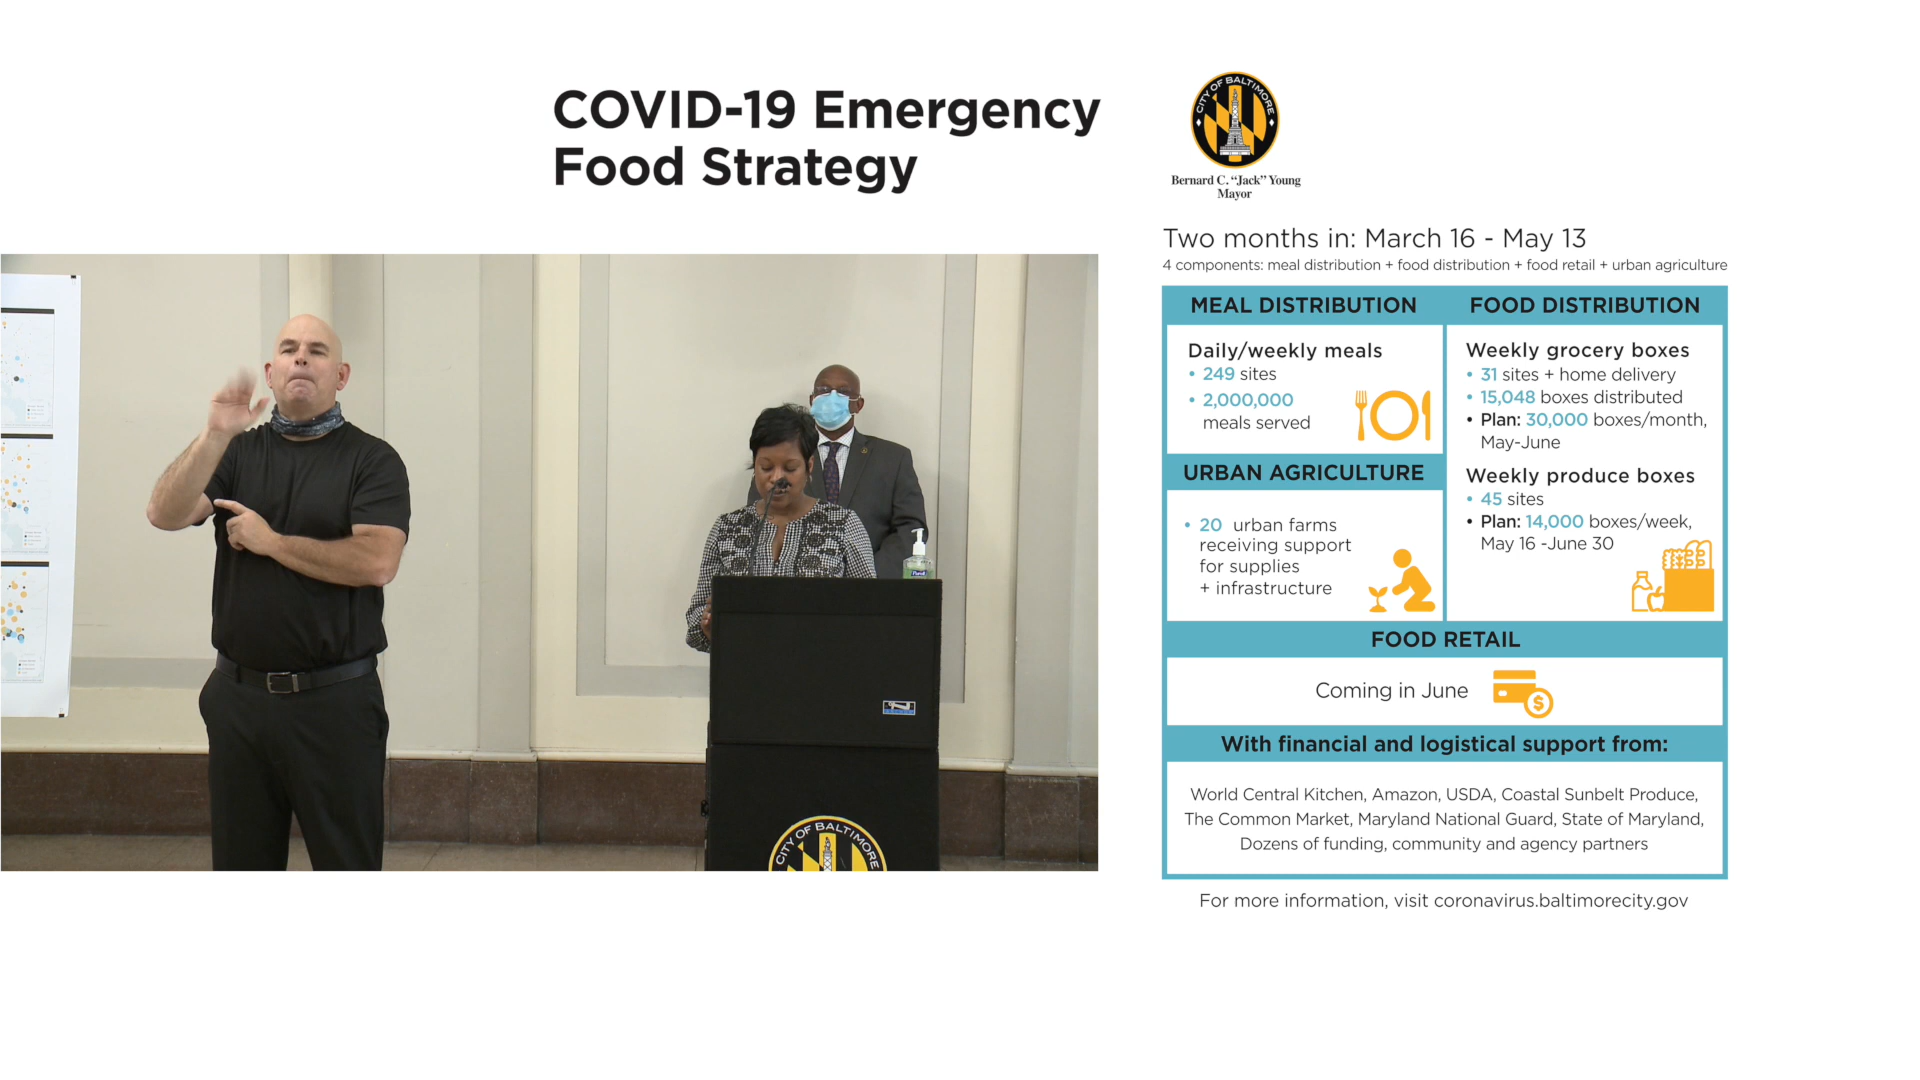 COVID-19 Emergency
Food Strategy
CITY OF BALTIMORE
Bernard C. “Jack” Young
Mayor
Two months in: March 16 - May 13
4 components: meal distribution + food distribution + food retail + urban agriculture
MEAL DISTRIBUTION
Daily/weekly meals
• 249 sites
• 2,000,000
meals served
URBAN AGRICULTURE
• 20 urban farms
receiving support
for supplies
+ infrastructure
FOOD DISTRIBUTION
Weekly grocery boxes
• 31 sites + home delivery
• 15,048 boxes distributed
• Plan: 30,000 boxes/month,
May-June
Weekly produce boxes
• 45 sites
• Plan: 14,000 boxes/week,
May 16 -June 30
FOOD RETAIL
Coming in June
$
With financial and logistical support from:
World Central Kitchen, Amazon, USDA, Coastal Sunbelt Produce,
The Common Market, Maryland National Guard, State of Maryland,
Dozens of funding, community and agency partners
For more information, visit coronavirus.baltimorecity.gov
Purell
CITY OF BALTIMORE